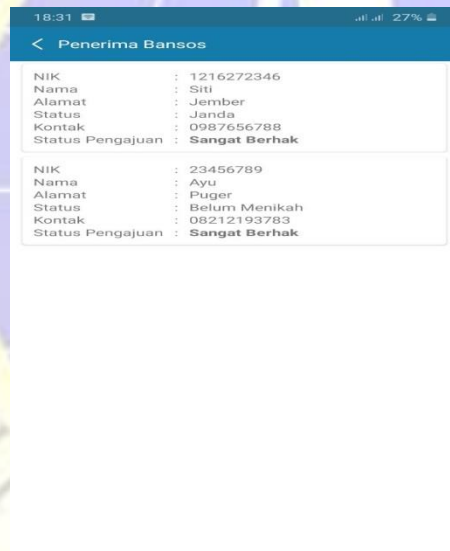 18:31 27%
Penerima Bansos
NIK : 1216272346
Nama : Siti
Alamat : Jember
Status : Janda
Kontak : 0987656788
Status Pengajuan : Sangat Berhak
NIK : 23456789
Nama : Ayu
Alamat : Puger
Status : Belum Menikah
Kontak : 08212193783
Status Pengajuan : Sangat Berhak